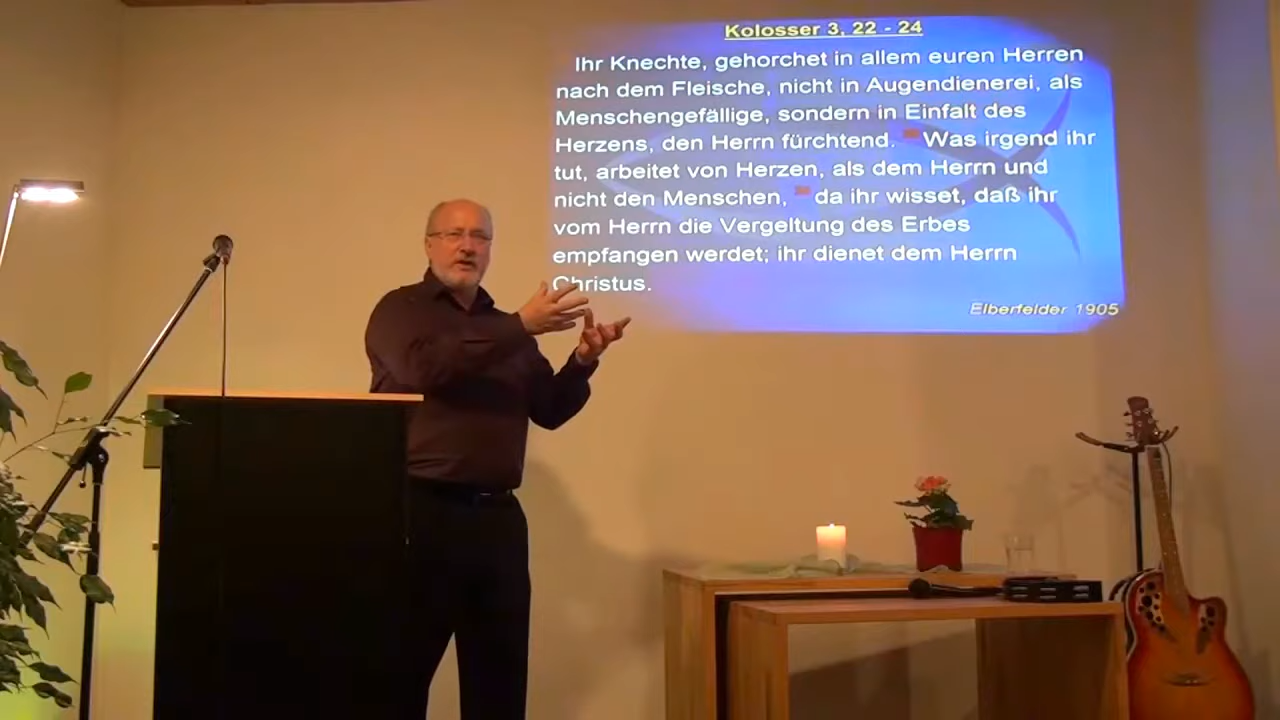 Kolosser 3, 22 - 24
Ihr Knechte, gehorchet in allem euren Herren
nach dem Fleische, nicht in Augendienerei, als
Menschengefällige, sondern in Einfalt des
Herzens, den Herrn fürchtend. Was irgend ihr
tut, arbeitet von Herzen, als dem Herrn und
nicht den Menschen, da ihr wisset, daß ihr
vom Herrn die Vergeltung des Erbes
empfangen werdet; ihr dienet dem Herrn
Christus.
Elberfelder 1905